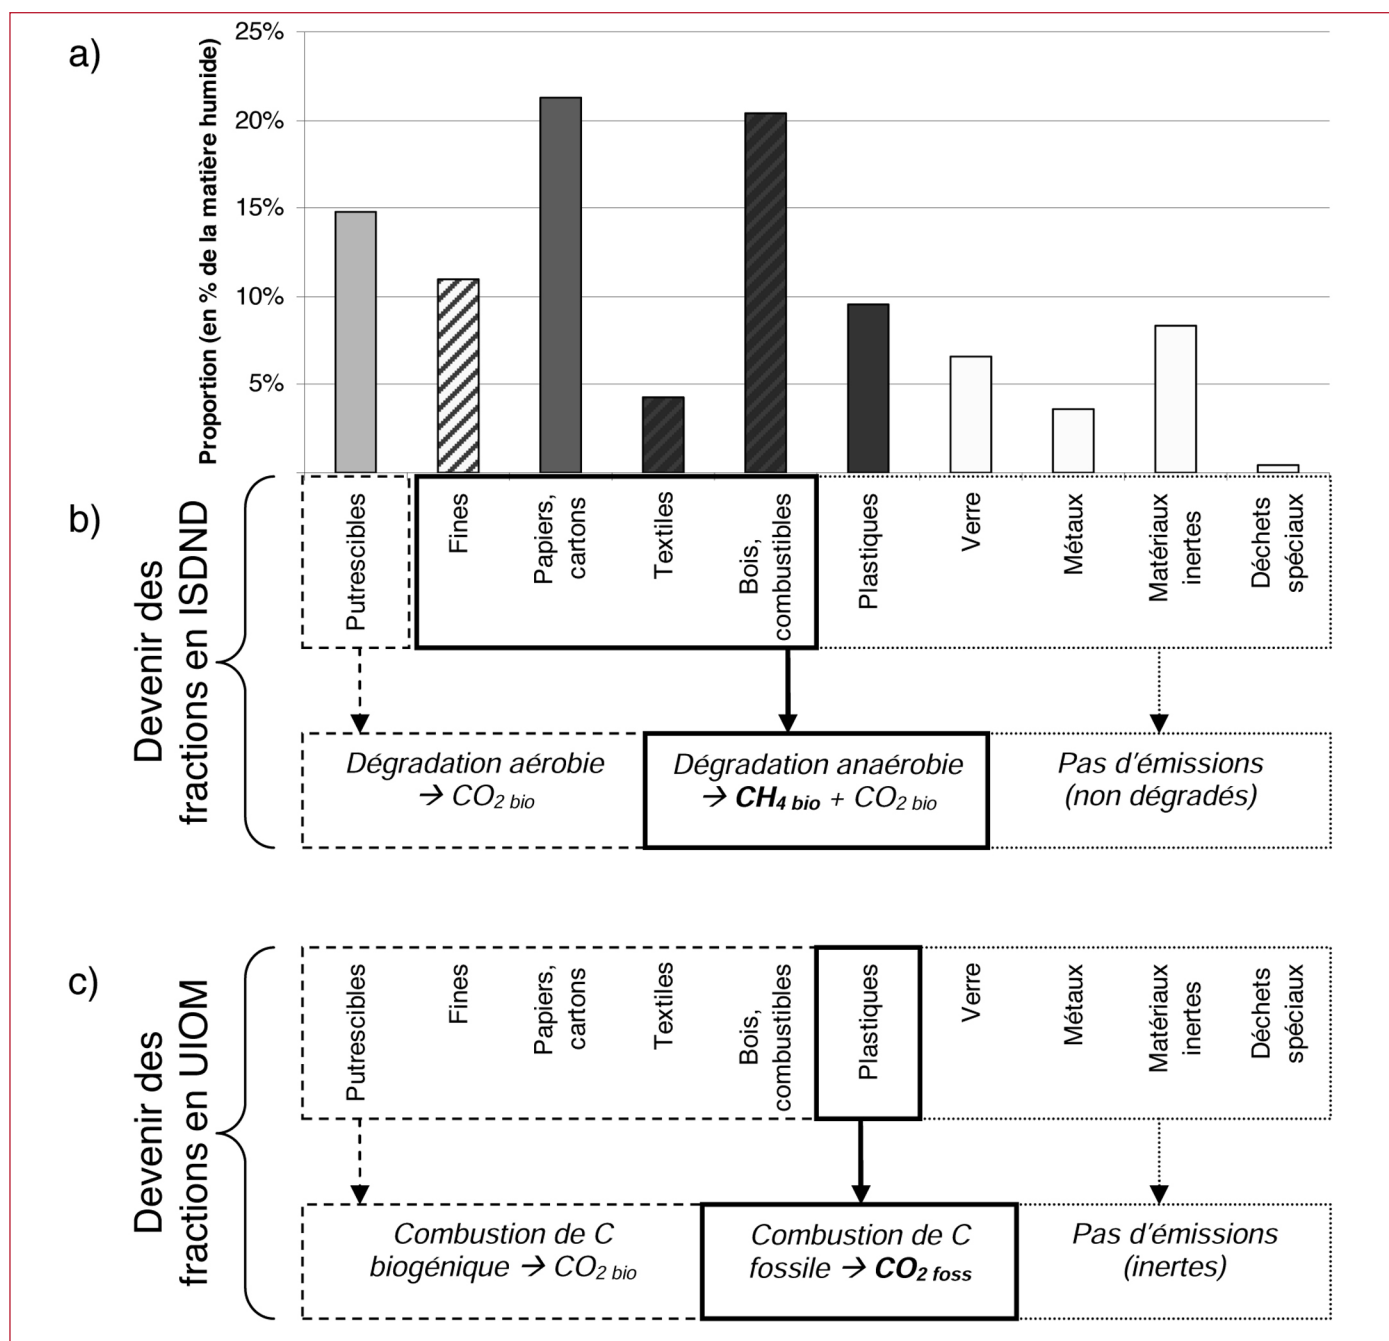 a)
Proportion (en % de la matière humide)
25%
20%
15%
10%
5%
b)
Devenir des
fractions en ISDND
Putrescibles
Fines
Papiers,
cartons
Textiles
Bois,
combustibles
Plastiques
Verre
Métaux
Matériaux
inertes
Déchets
spéciaux
Dégradation aérobie
→ CO2 bio
Dégradation anaérobie
→ CH4 bio + CO2 bio
Pas d'émissions
(non dégradés)
c)
Devenir des
fractions en UIOM
Putrescibles
Fines
Papiers,
cartons
Textiles
Bois,
combustibles
Plastiques
Verre
Métaux
Matériaux
inertes
Déchets
spéciaux
Combustion de C
biogénique → CO2 bio
Combustion de C
fossile → CO2 foss
Pas d'émissions
(inertes)